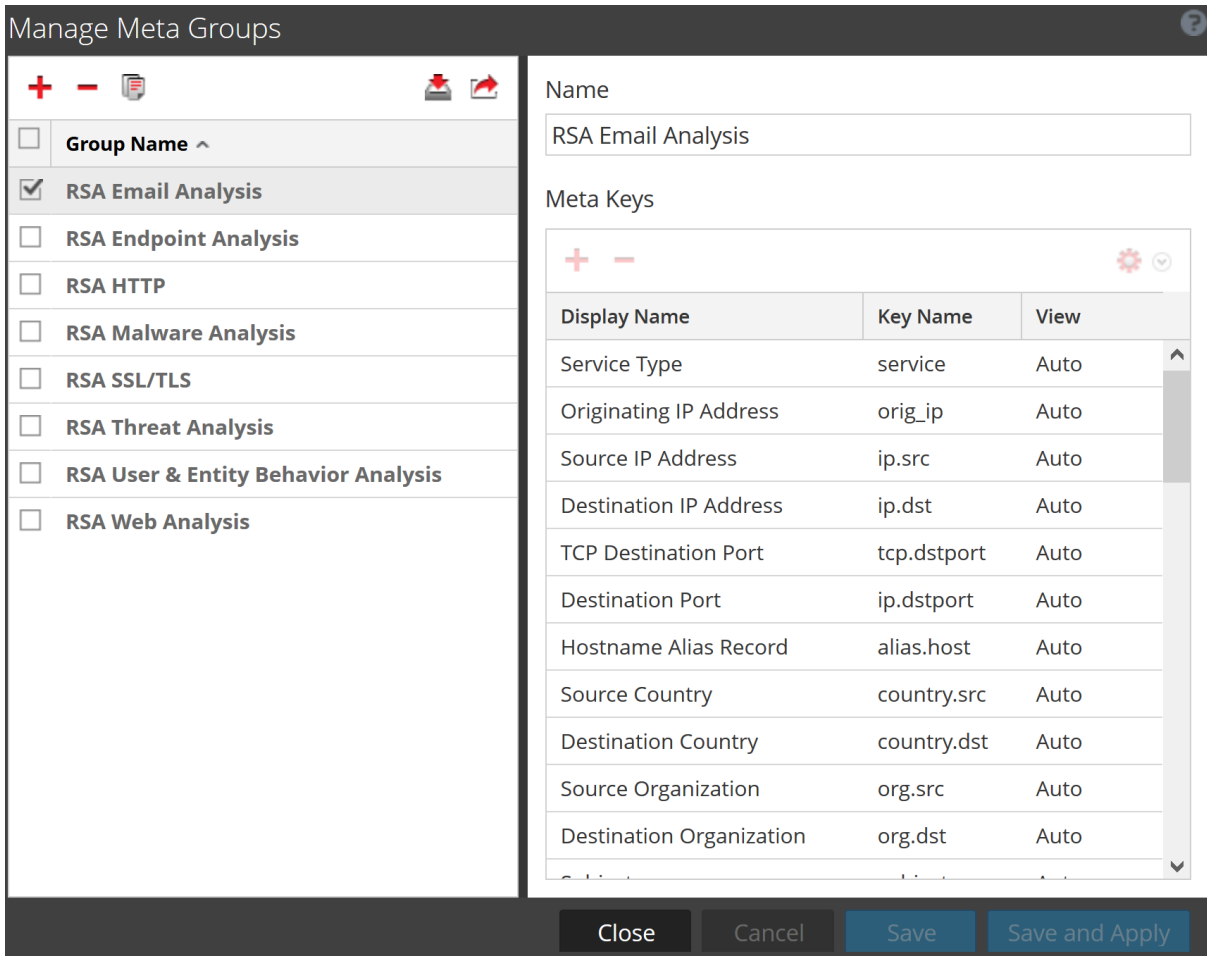 Manage Meta Groups
Group Name
RSA Email Analysis
RSA Endpoint Analysis
RSA HTTP
RSA Malware Analysis
RSA SSL/TLS
RSA Threat Analysis
RSA User & Entity Behavior Analysis
RSA Web Analysis
Name
RSA Email Analysis
Meta Keys
Display Name Key Name View
Service Type service Auto
Originating IP Address orig_ip Auto
Source IP Address ip.src Auto
Destination IP Address ip.dst Auto
TCP Destination Port tcp.dstport Auto
Destination Port ip.dstport Auto
Hostname Alias Record alias.host Auto
Source Country country.src Auto
Destination Country country.dst Auto
Source Organization org.src Auto
Destination Organization org.dst Auto
Close Cancel Save Save and Apply